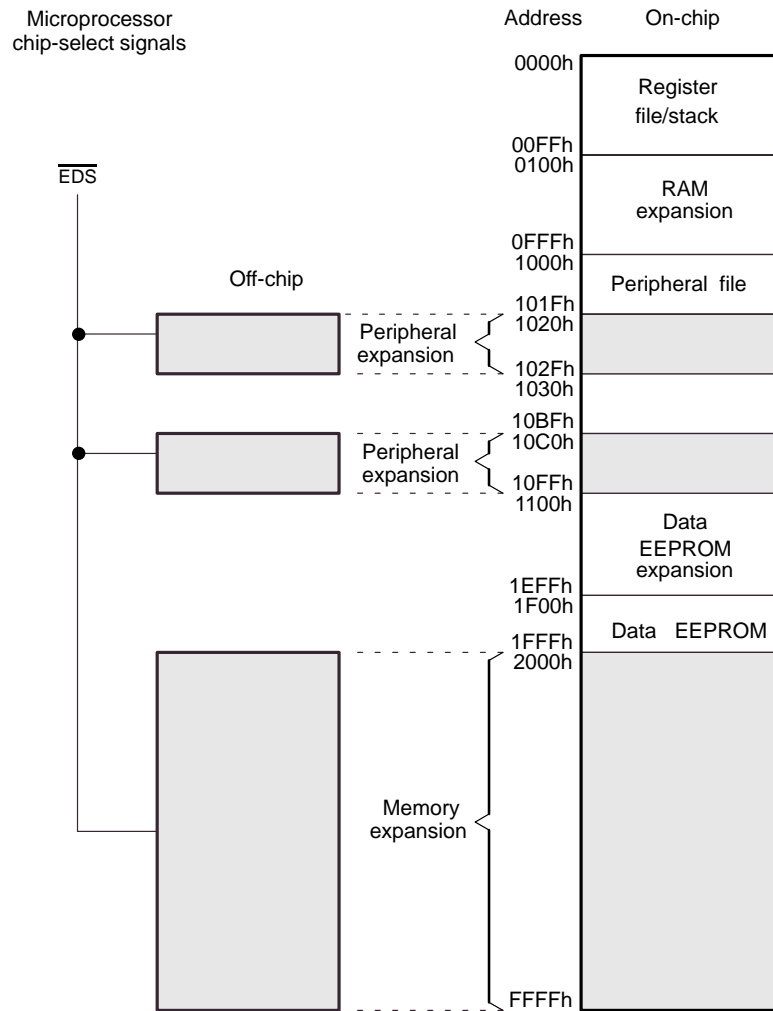 Microprocessor
chip-select signals
Address
On-chip
0000h
Register
file/stack
00FFh
0100h
EDS
RAM
expansion
0FFFh
1000h
Off-chip
Peripheral file
101Fh
1020h
Peripheral
expansion
102Fh
1030h
10BFh
10C0h
Peripheral
expansion
10FFh
1100h
Data
EEPROM
expansion
1EFFh
1F00h
Data EEPROM
1FFFh
2000h
Memory
expansion
FFFFh